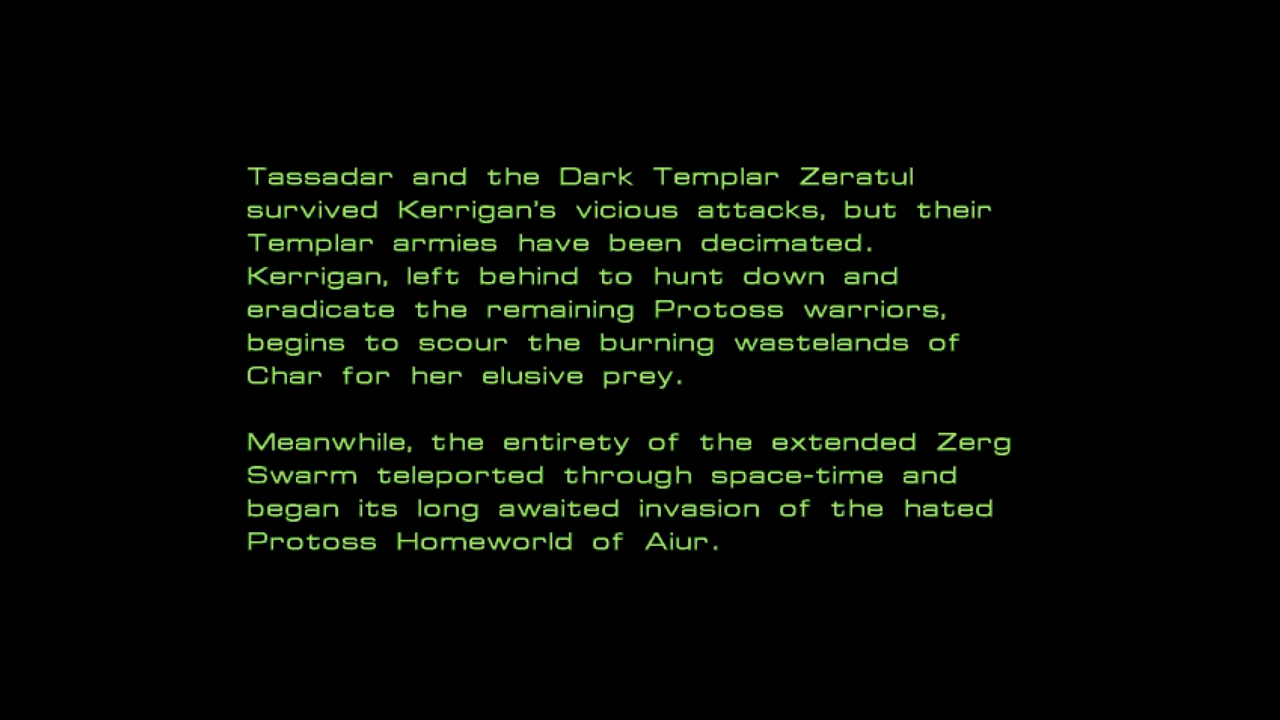 Tassadar and the Dark Templar Zeratul
survived Kerrigan's vicious attacks, but their
Templar armies have been decimated.
Kerrigan, left behind to hunt down and
eradicate the remaining Protoss warriors,
begins to scour the burning wastelands of
Char for her elusive prey.
Meanwhile, the entirety of the extended Zerg
Swarm teleported through space-time and
began its long awaited invasion of the hated
Protoss Homeworld of Aiur.